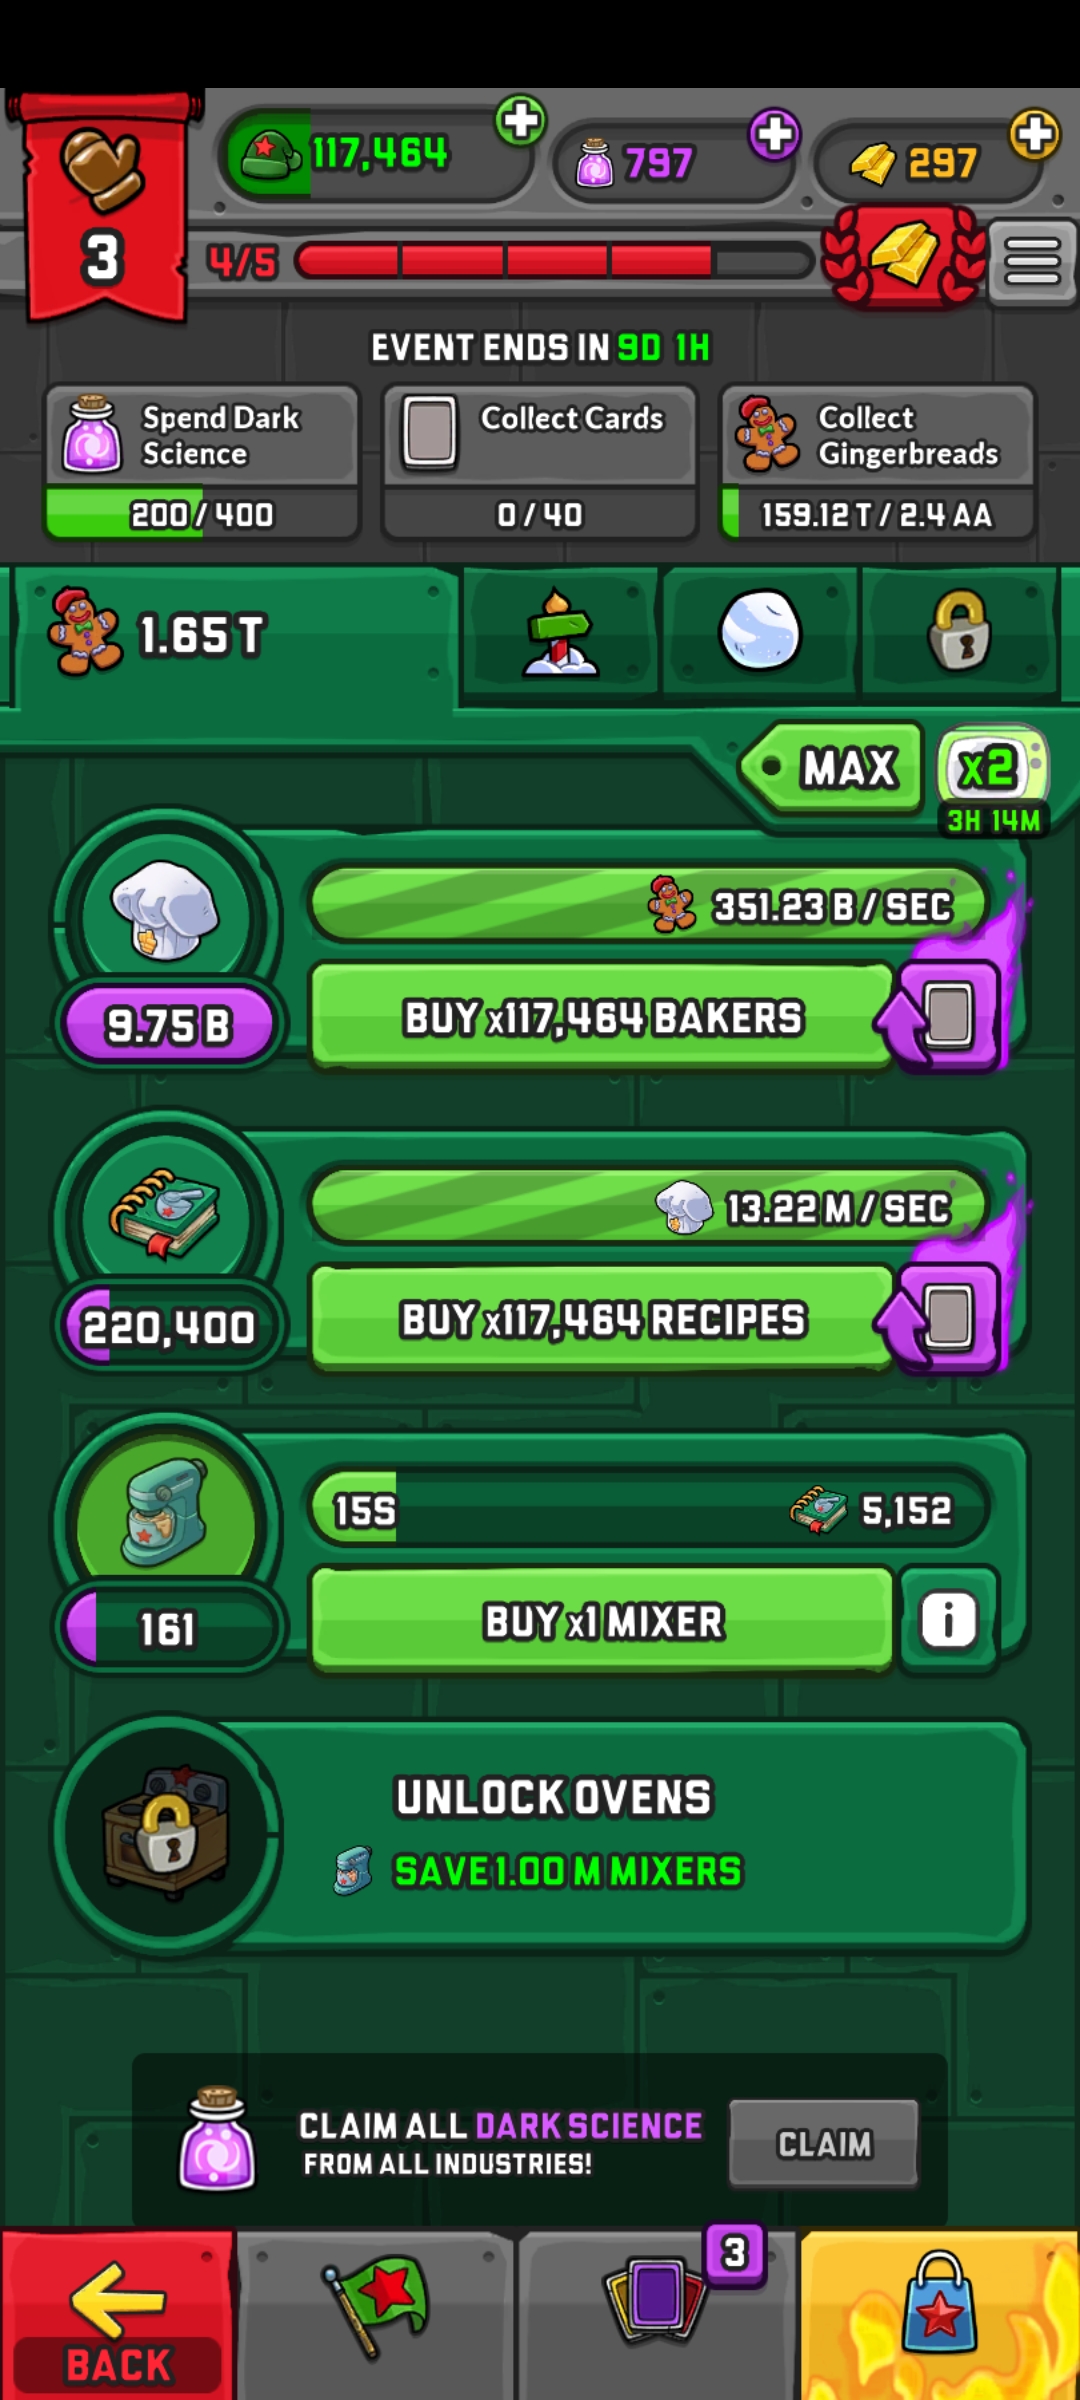 117,464
797
297
3
4/5
EVENT ENDS IN 9D 1H
Spend Dark
Science
200 / 400
Collect Cards
0 / 40
Collect
Gingerbreads
159.12 T / 2.4 AA
1.65 T
MAX
x2
3H 14M
351.23 B / SEC
9.75 B
BUY x117,464 BAKERS
13.22 M / SEC
220,400
BUY x117,464 RECIPES
15S
5,152
161
BUY x1 MIXER
i
UNLOCK OVENS
SAVE 1.00 M MIXERS
CLAIM ALL DARK SCIENCE
FROM ALL INDUSTRIES!
CLAIM
3
BACK